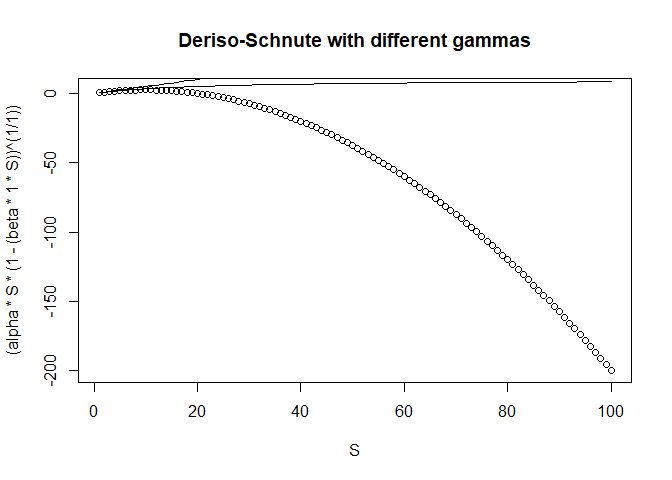 Deriso-Schnute with different gammas
(alpha * S * (1 - (beta * 1 * S))^(1/1))
0
-50
-100
-150
-200
0 20 40 60 80 100
S